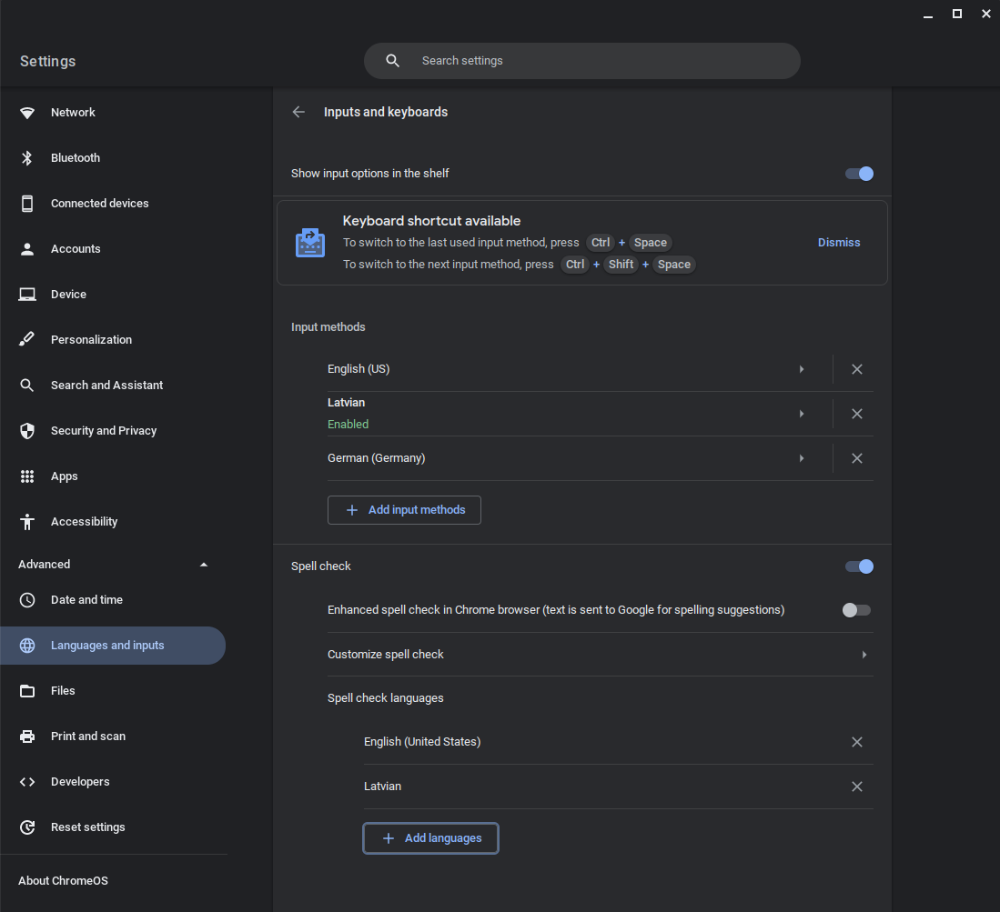 Settings
Search settings
Network
Bluetooth
Connected devices
Accounts
Device
Personalization
Search and Assistant
Security and Privacy
Apps
Accessibility
Advanced
Date and time
Languages and inputs
Files
Print and scan
Developers
Reset settings
About ChromeOS
Inputs and keyboards
Show input options in the shelf
Keyboard shortcut available
To switch to the last used input method, press Ctrl + Space
To switch to the next input method, press Ctrl + Shift + Space
Dismiss
Input methods
English (US)
Latvian
Enabled
German (Germany)
Add input methods
Spell check
Enhanced spell check in Chrome browser (text is sent to Google for spelling suggestions)
Customize spell check
Spell check languages
English (United States)
Latvian
Add languages